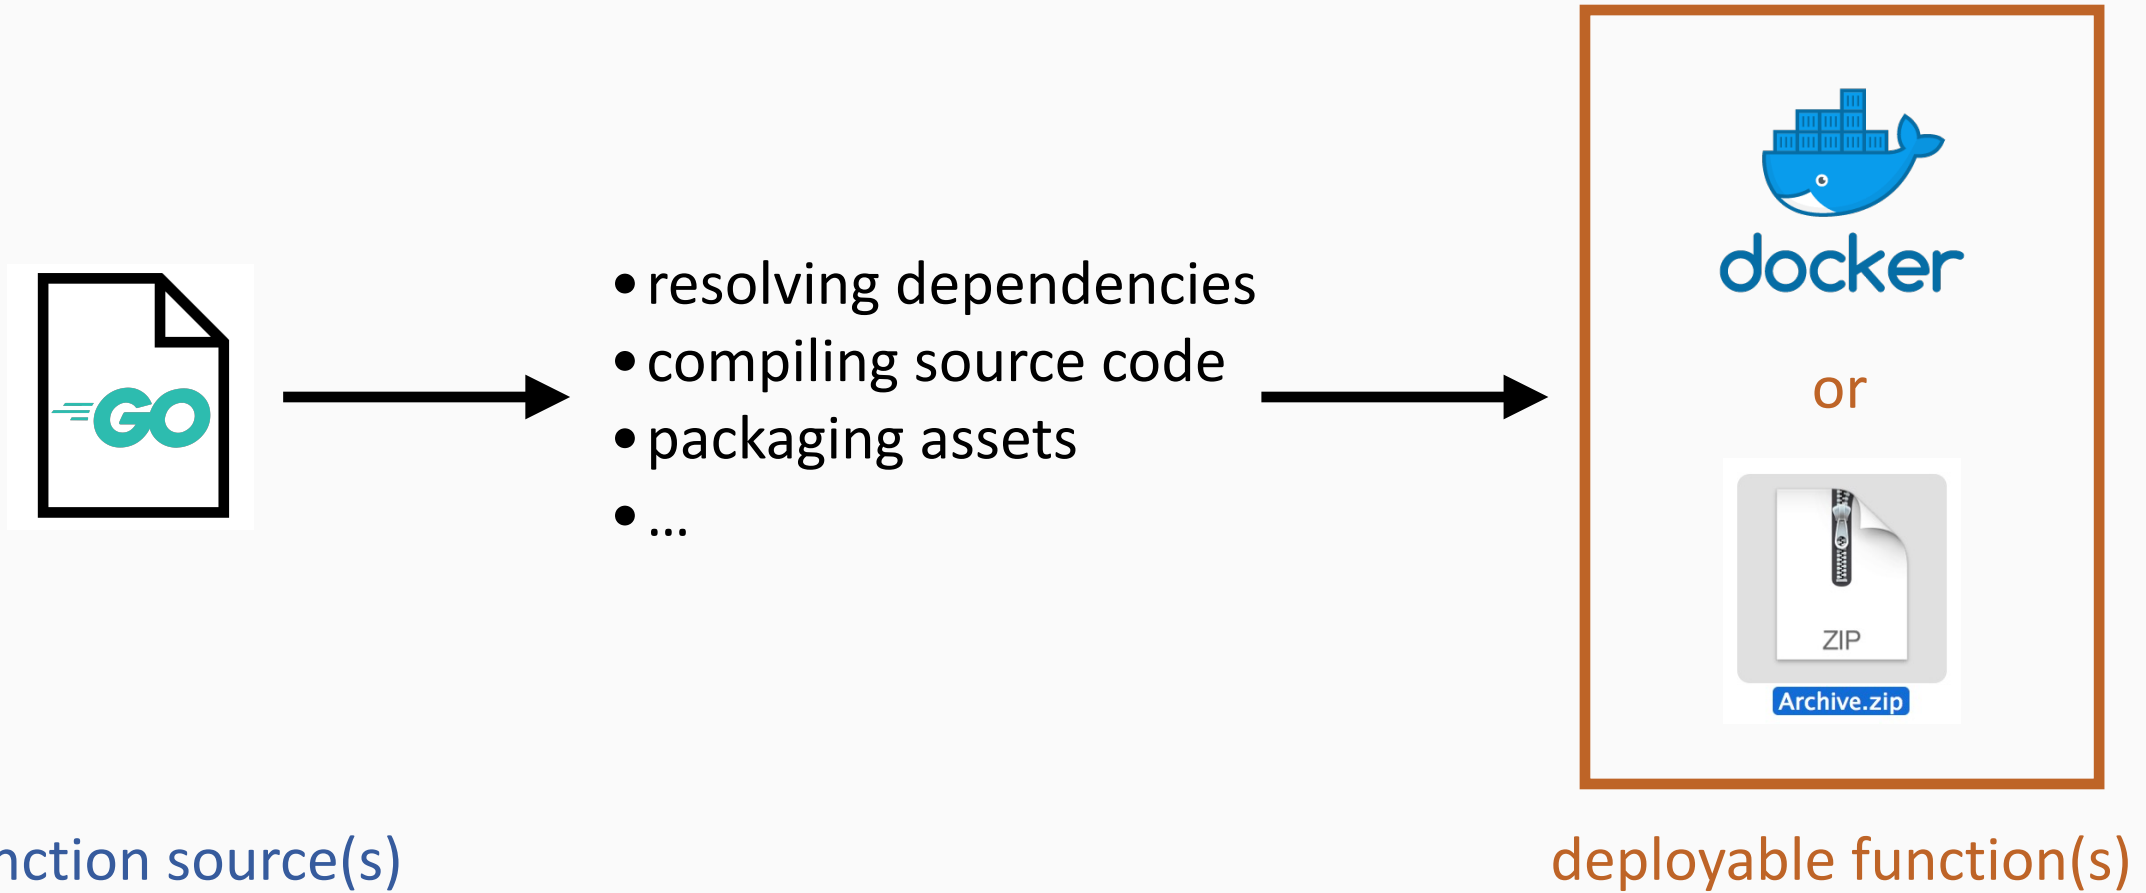 GO
• resolving dependencies
• compiling source code
• packaging assets
• ...
docker
or
ZIP
Archive.zip
nction source(s)
deployable function(s)